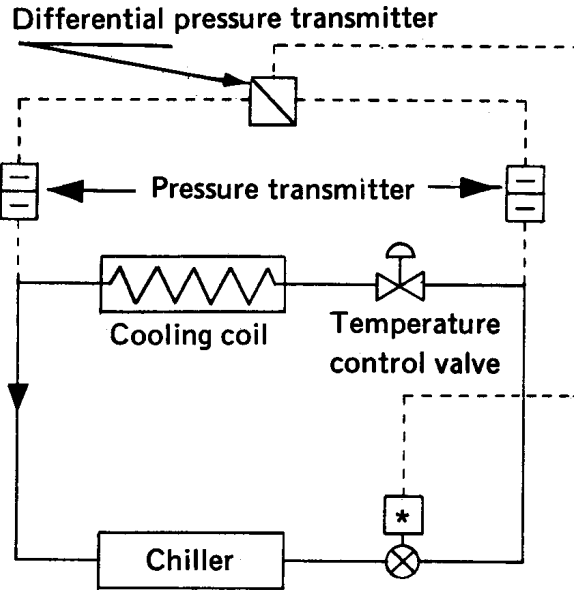 Differential pressure transmitter
Pressure transmitter
Cooling coil
Temperature
control valve
*
Chiller